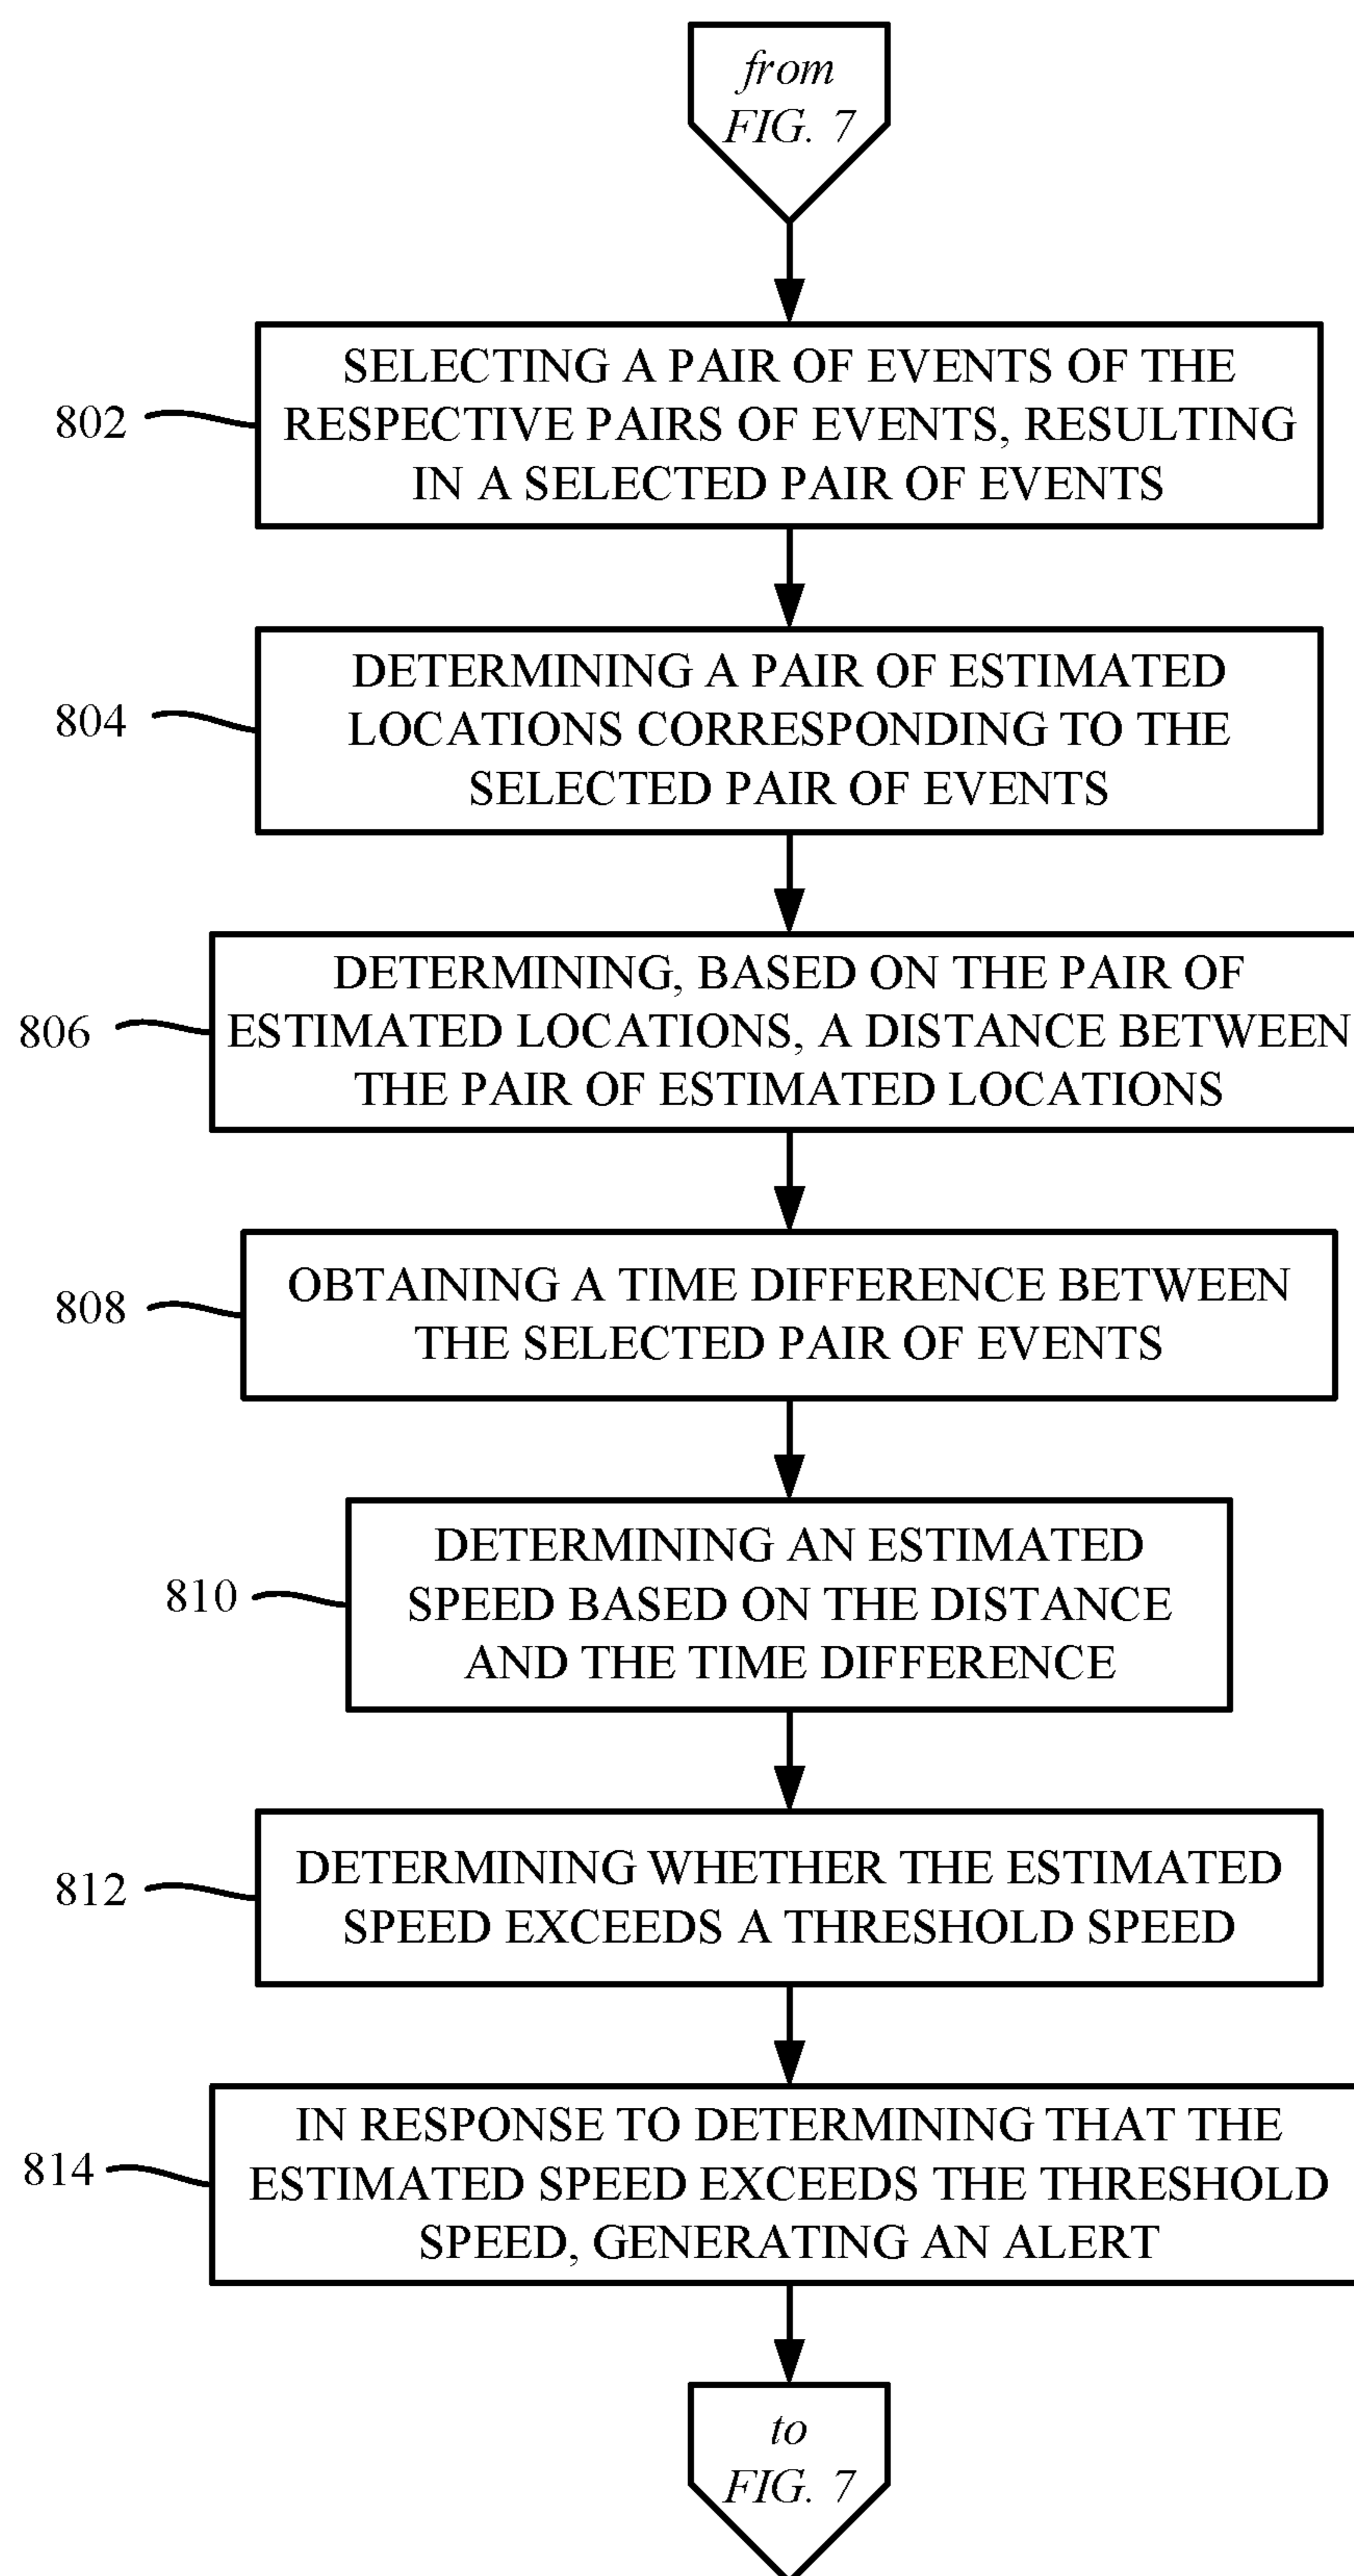 from
FIG. 7
802
SELECTING A PAIR OF EVENTS OF THE
RESPECTIVE PAIRS OF EVENTS, RESULTING
IN A SELECTED PAIR OF EVENTS
804
DETERMINING A PAIR OF ESTIMATED
LOCATIONS CORRESPONDING TO THE
SELECTED PAIR OF EVENTS
806
DETERMINING, BASED ON THE PAIR OF
ESTIMATED LOCATIONS, A DISTANCE BETWEEN
THE PAIR OF ESTIMATED LOCATIONS
808
OBTAINING A TIME DIFFERENCE BETWEEN
THE SELECTED PAIR OF EVENTS
810
DETERMINING AN ESTIMATED
SPEED BASED ON THE DISTANCE
AND THE TIME DIFFERENCE
812
DETERMINING WHETHER THE ESTIMATED
SPEED EXCEEDS A THRESHOLD SPEED
814
IN RESPONSE TO DETERMINING THAT THE
ESTIMATED SPEED EXCEEDS THE THRESHOLD
SPEED, GENERATING AN ALERT
to
FIG. 7